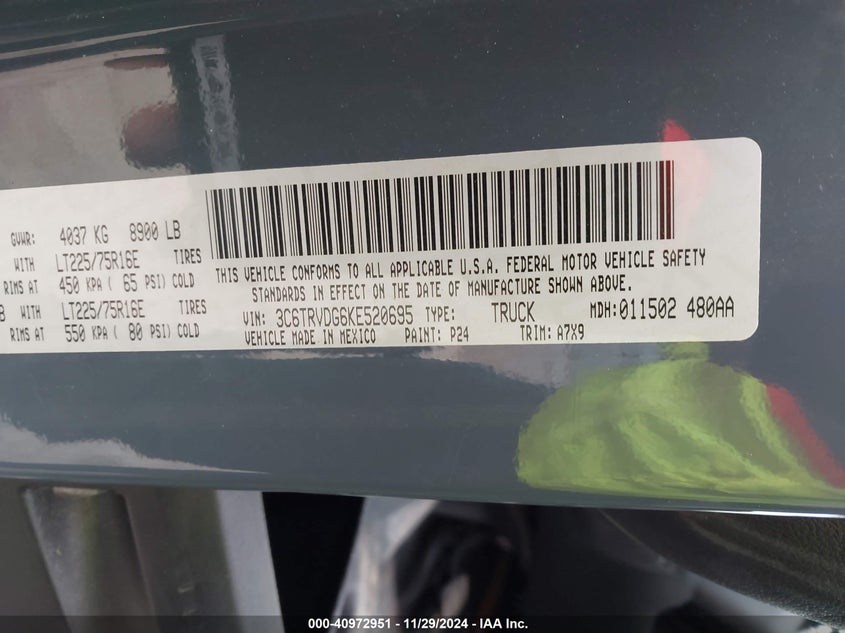 GVWR: 4037 KG 8900 LB
WITH LT225/75R16E TIRES
RIMS AT 450 KPA ( 65 PSI) COLD
B WITH LT225/75R16E TIRES
RIMS AT 550 KPA ( 80 PSI) COLD
THIS VEHICLE CONFORMS TO ALL APPLICABLE U.S.A. FEDERAL MOTOR VEHICLE SAFETY
STANDARDS IN EFFECT ON THE DATE OF MANUFACTURE SHOWN ABOVE.
VIN: 3C6TRVDG6KE520695 TYPE: TRUCK MDH:011502 480AA
VEHICLE MADE IN MEXICO PAINT: P24 TRIM: A7X9
000-40972951 | 11/29/2024 - IAA Inc.